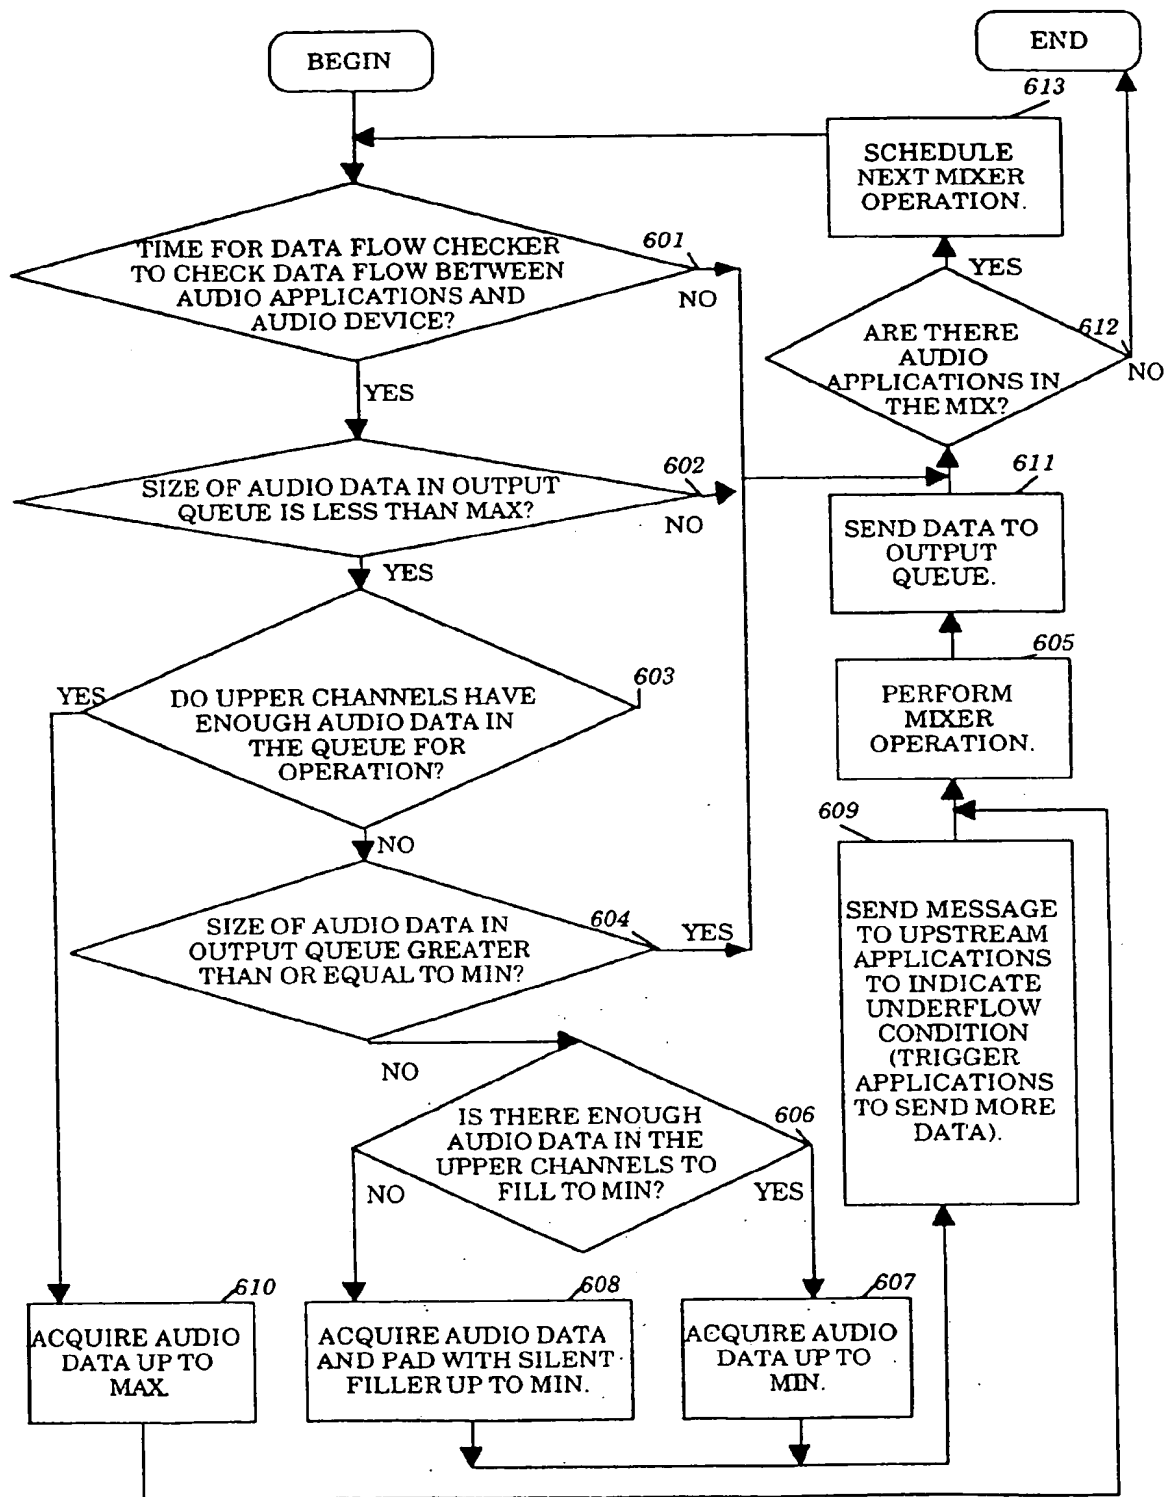 BEGIN
END
613
SCHEDULE
NEXT MIXER
OPERATION.
TIME FOR DATA FLOW CHECKER
TO CHECK DATA FLOW BETWEEN
AUDIO APPLICATIONS AND
AUDIO DEVICE?
601
NO
YES
YES
ARE THERE
AUDIO
APPLICATIONS IN
THE MIX?
612
NO
SIZE OF AUDIO DATA IN OUTPUT
QUEUE IS LESS THAN MAX?
602
NO
YES
611
SEND DATA TO
OUTPUT
QUEUE.
YES
DO UPPER CHANNELS HAVE
ENOUGH AUDIO DATA IN
THE QUEUE FOR
OPERATION?
603
NO
605
PERFORM
MIXER
OPERATION.
SIZE OF AUDIO DATA IN
OUTPUT QUEUE GREATER
THAN OR EQUAL TO MIN?
604
YES
NO
609
SEND MESSAGE
TO UPSTREAM
APPLICATIONS
TO INDICATE
UNDERFLOW
CONDITION
(TRIGGER
APPLICATIONS
TO SEND MORE
DATA).
IS THERE ENOUGH
AUDIO DATA IN THE
UPPER CHANNELS TO
FILL TO MIN?
606
NO
YES
610
ACQUIRE AUDIO
DATA UP TO
MAX.
608
ACQUIRE AUDIO DATA
AND PAD WITH SILENT
FILLER UP TO MIN.
607
ACQUIRE AUDIO
DATA UP TO
MIN.